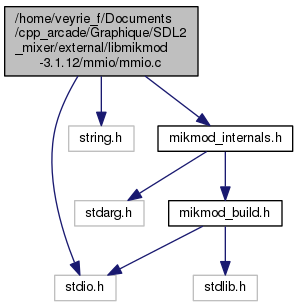 /home/veyrie_f/Documents
/cpp_arcade/Graphique/SDL2
_mixer/external/libmikmod
-3.1.12/mmio/mmio.c
string.h
mikmod_internals.h
stdarg.h
mikmod_build.h
stdio.h
stdlib.h